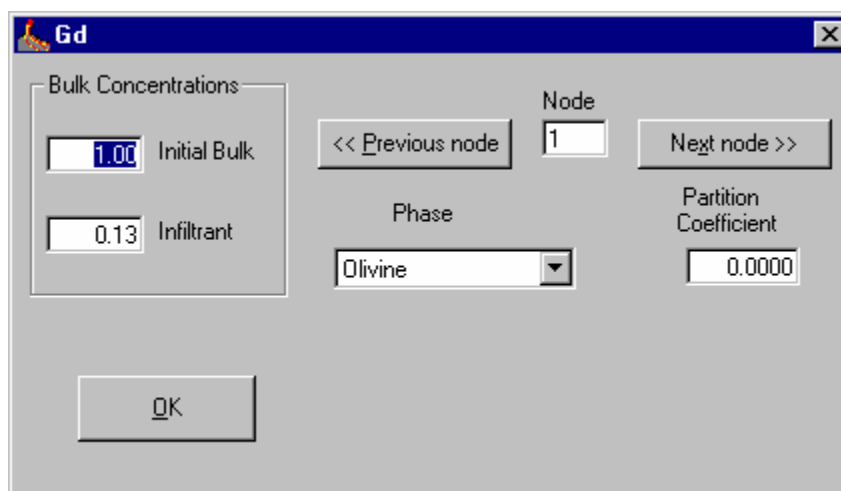 Gd
Bulk Concentrations
1.00 Initial Bulk
0.13 Infiltrant
<< Previous node
Node
1
Next node >>
Phase
Olivine
Partition
Coefficient
0.0000
OK